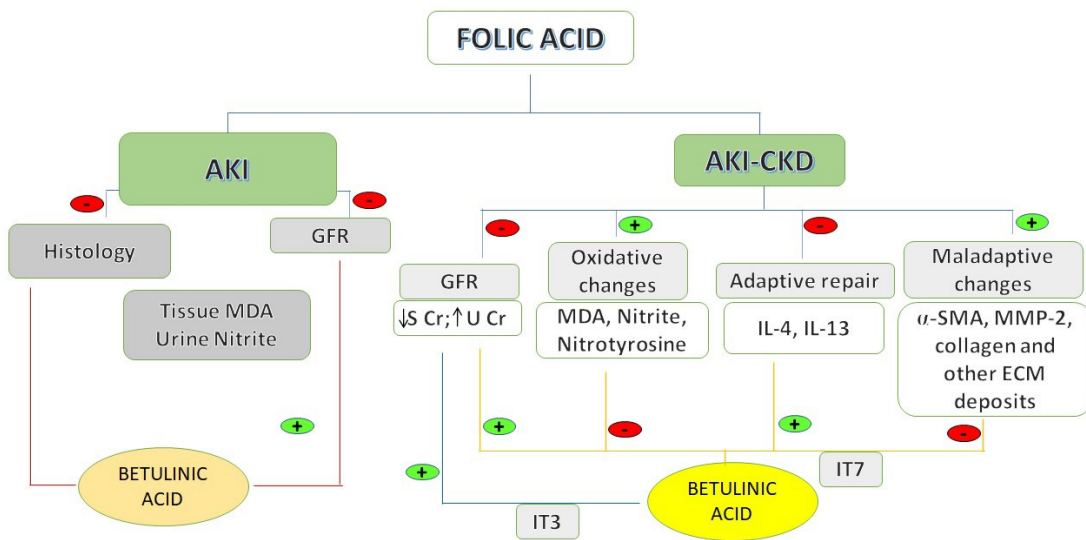 FOLIC ACID
AKI
AKI-CKD
-
-
-
+
-
+
Histology
GFR
Tissue MDA
Urine Nitrite
GFR
↓S Cr;↑U Cr
Oxidative
changes
MDA, Nitrite,
Nitrotyrosine
Adaptive repair
IL-4, IL-13
Maladaptive
changes
α-SMA, MMP-2,
collagen and
other ECM
deposits
+
+
-
+
-
+
BETULINIC
ACID
BETULINIC
ACID
IT3
IT7